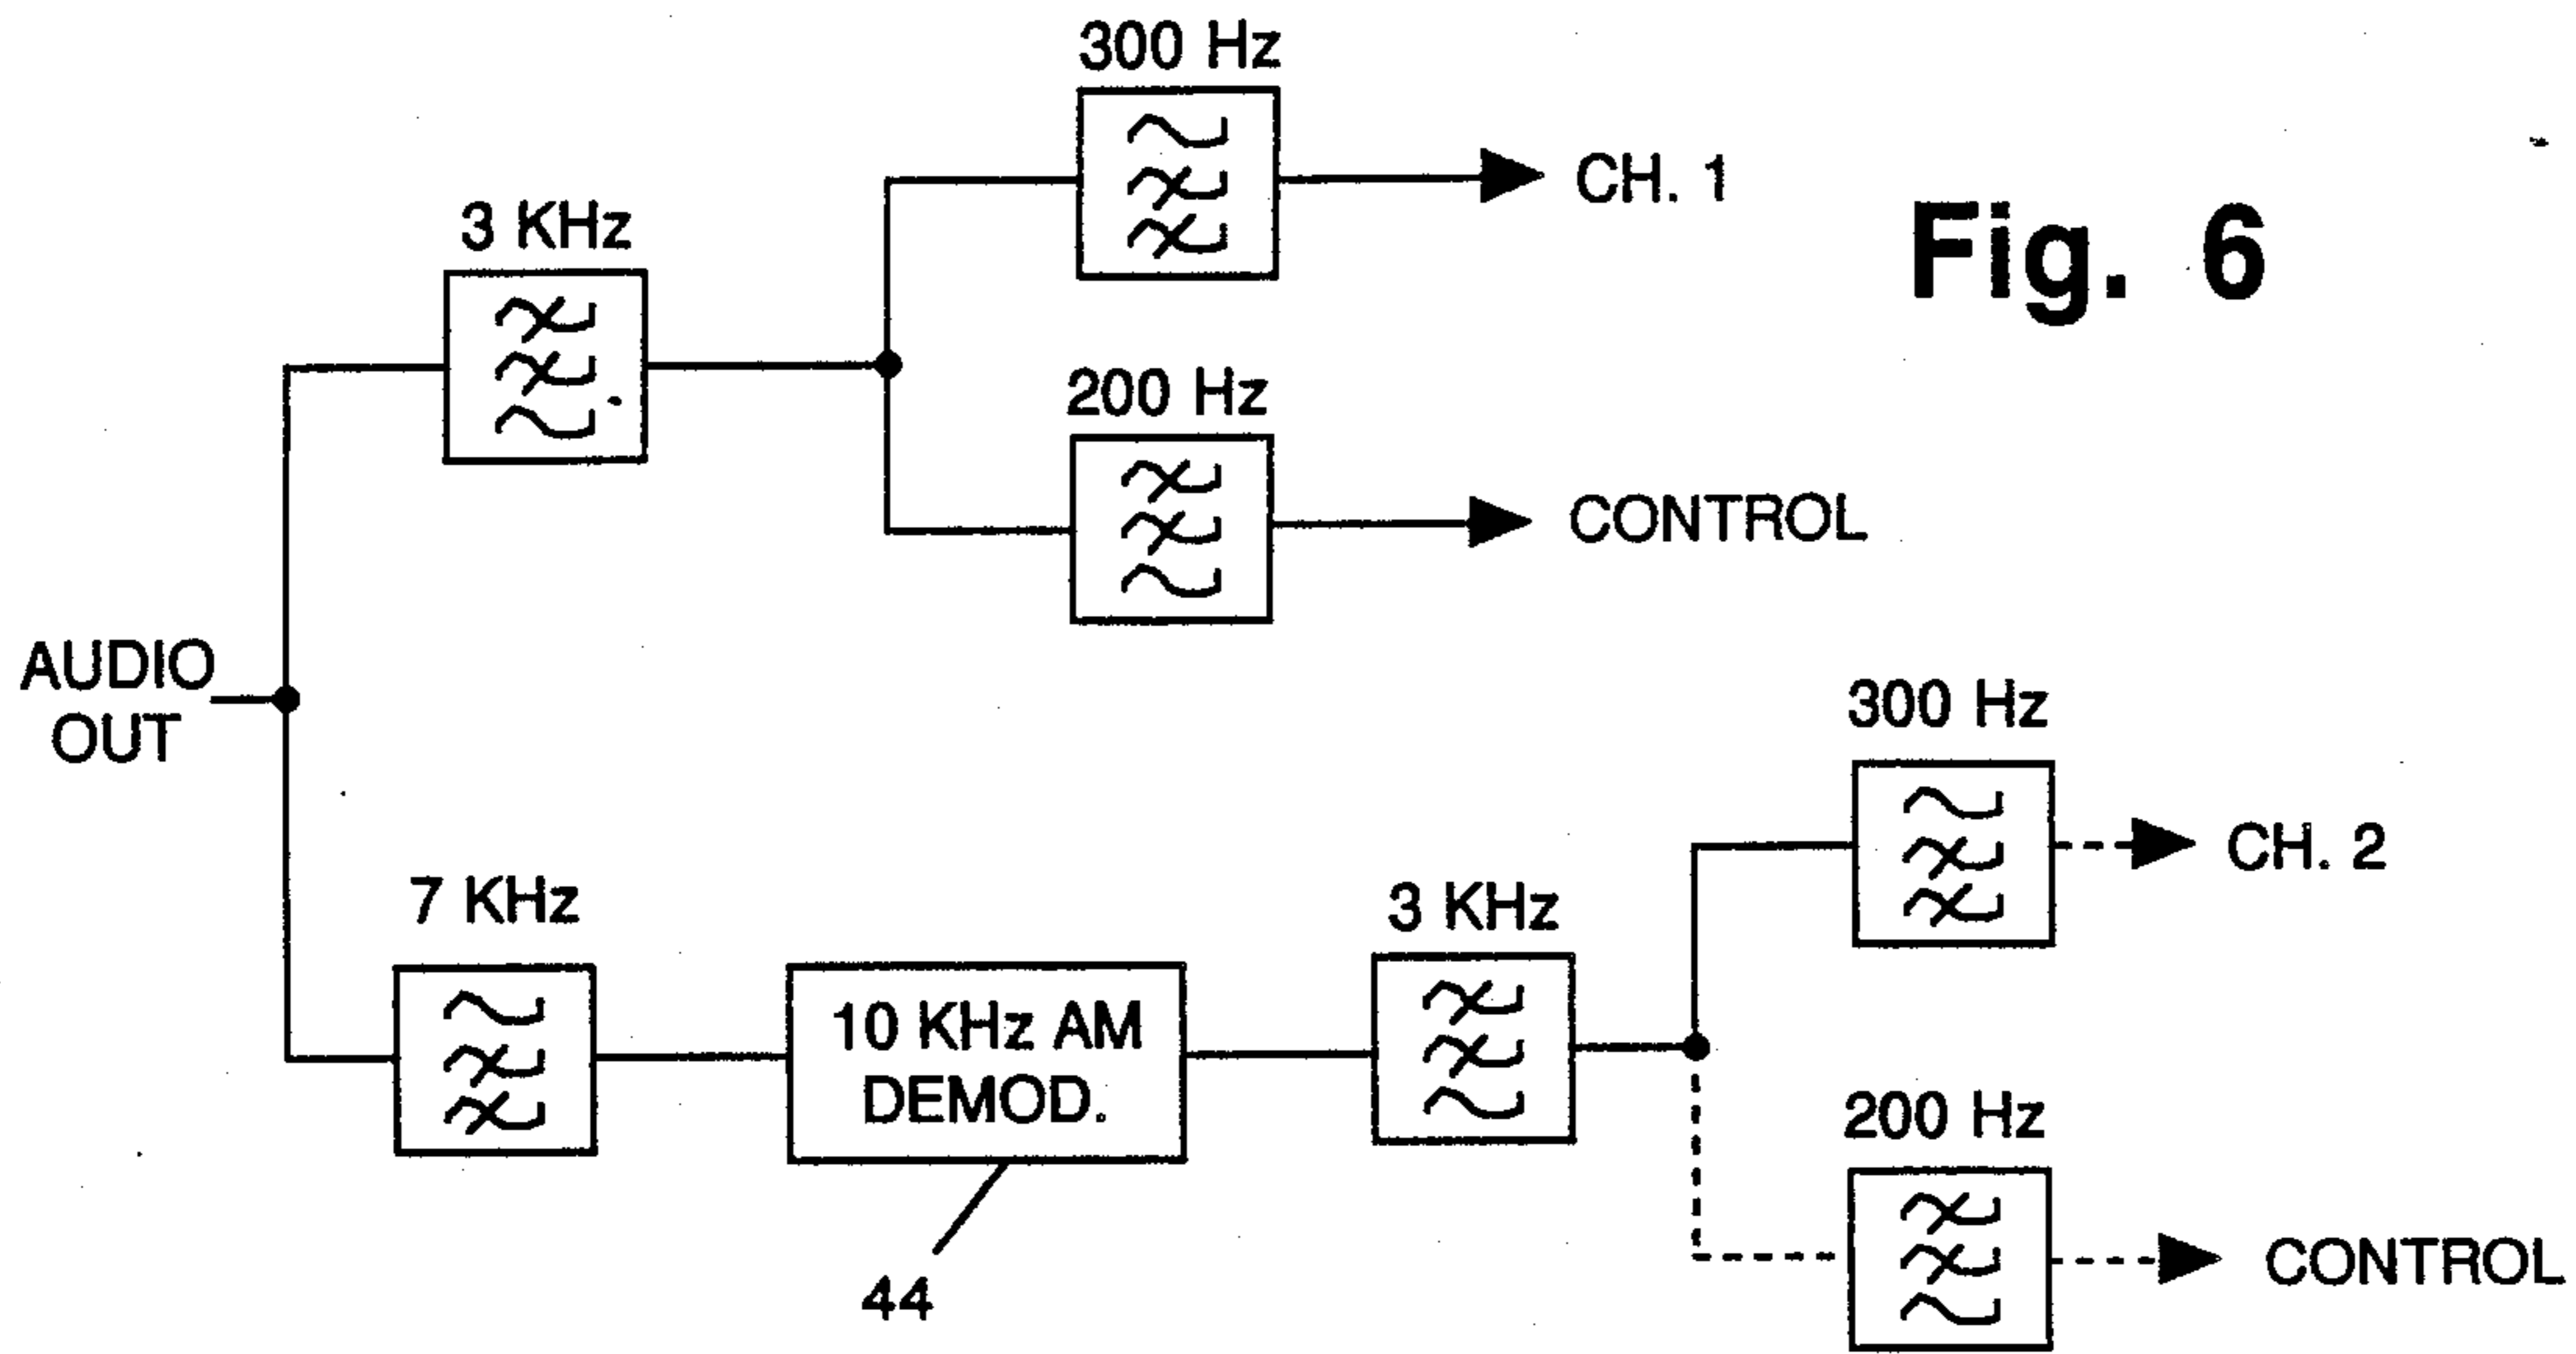 300 Hz
CH. 1
Fig. 6
3 KHz
200 Hz
CONTROL
AUDIO
OUT
300 Hz
CH. 2
7 KHz
10 KHz AM
DEMOD.
3 KHz
200 Hz
CONTROL
44